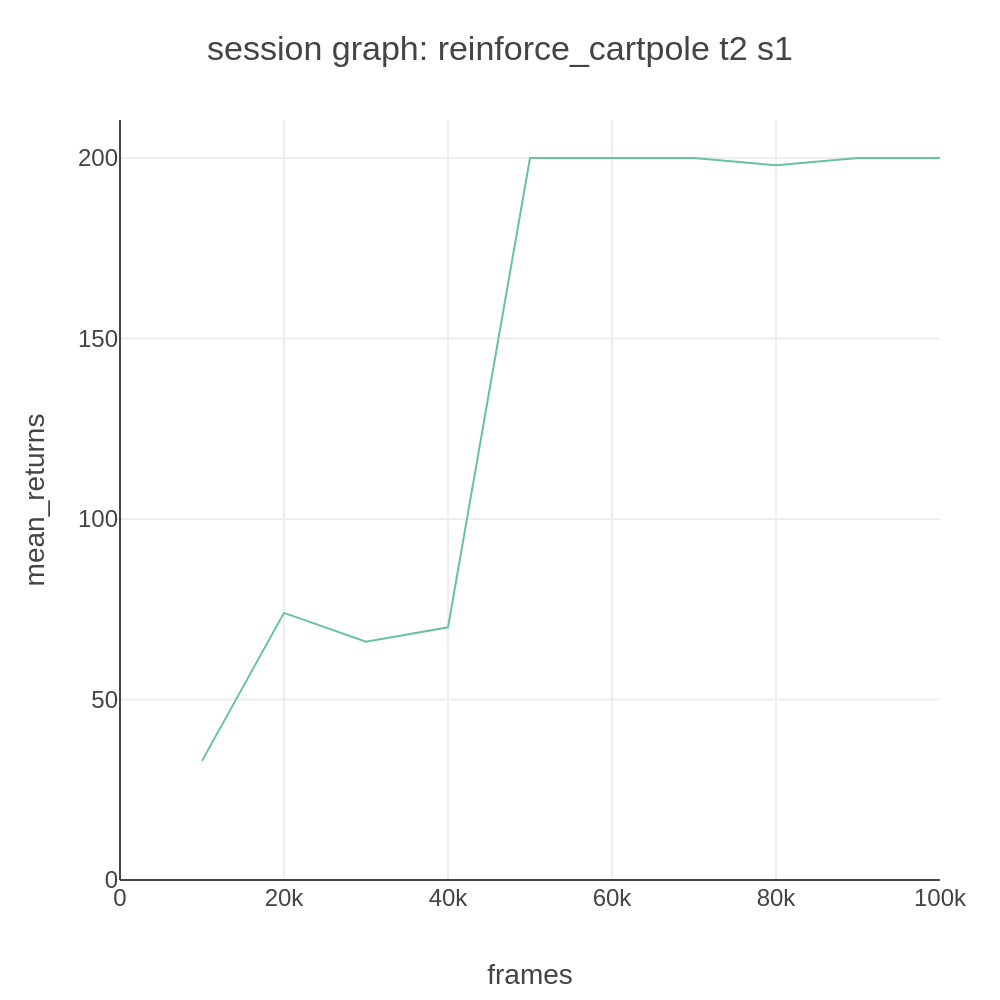 session graph: reinforce_cartpole t2 s1
200
150
100
50
0
mean_returns
0
20k
40k
60k
80k
100k
frames